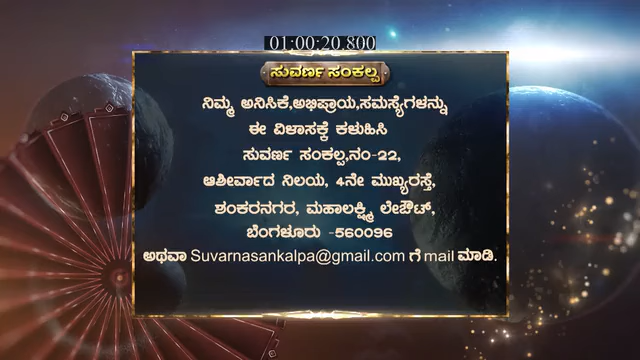 01:00:20.800
ಸುವರ್ಣ ಸಂಕಲ್ಪ
ನಿಮ್ಮ ಅನಿಸಿಕೆ,ಅಭಿಪ್ರಾಯ,ಸಮಸ್ಯೆಗಳನ್ನು
ಈ ವಿಳಾಸಕ್ಕೆ ಕಳುಹಿಸಿ
ಸುವರ್ಣ ಸಂಕಲ್ಪ,ನಂ-22,
ಆಶೀರ್ವಾದ ನಿಲಯ, 4ನೇ ಮುಖ್ಯರಸ್ತೆ,
ಶಂಕರನಗರ, ಮಹಾಲಕ್ಷ್ಮಿ ಲೇಔಟ್,
ಬೆಂಗಳೂರು -560096
ಅಥವಾ Suvarnasankalpa@gmail.com ಗೆ mail ಮಾಡಿ.